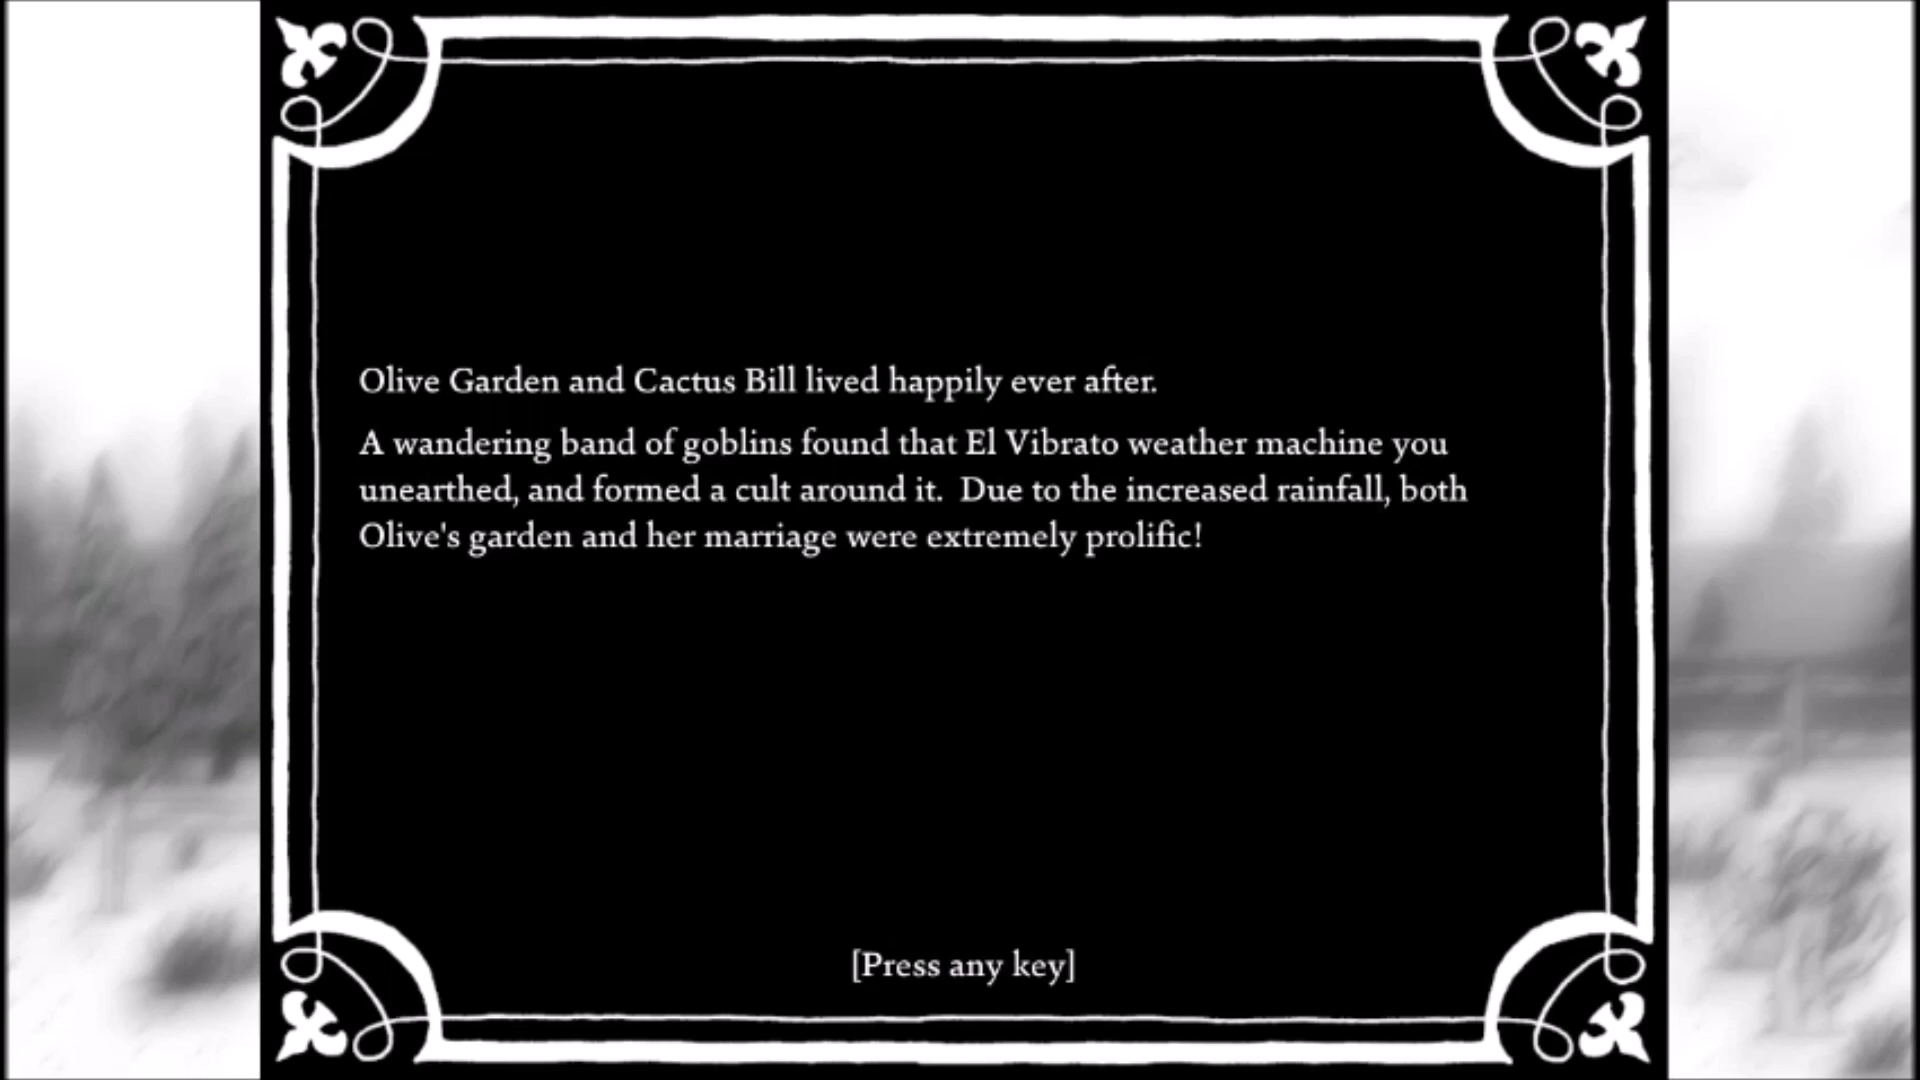 Olive Garden and Cactus Bill lived happily ever after.
A wandering band of goblins found that El Vibrato weather machine you
unearthed, and formed a cult around it.  Due to the increased rainfall, both
Olive's garden and her marriage were extremely prolific!
[Press any key]